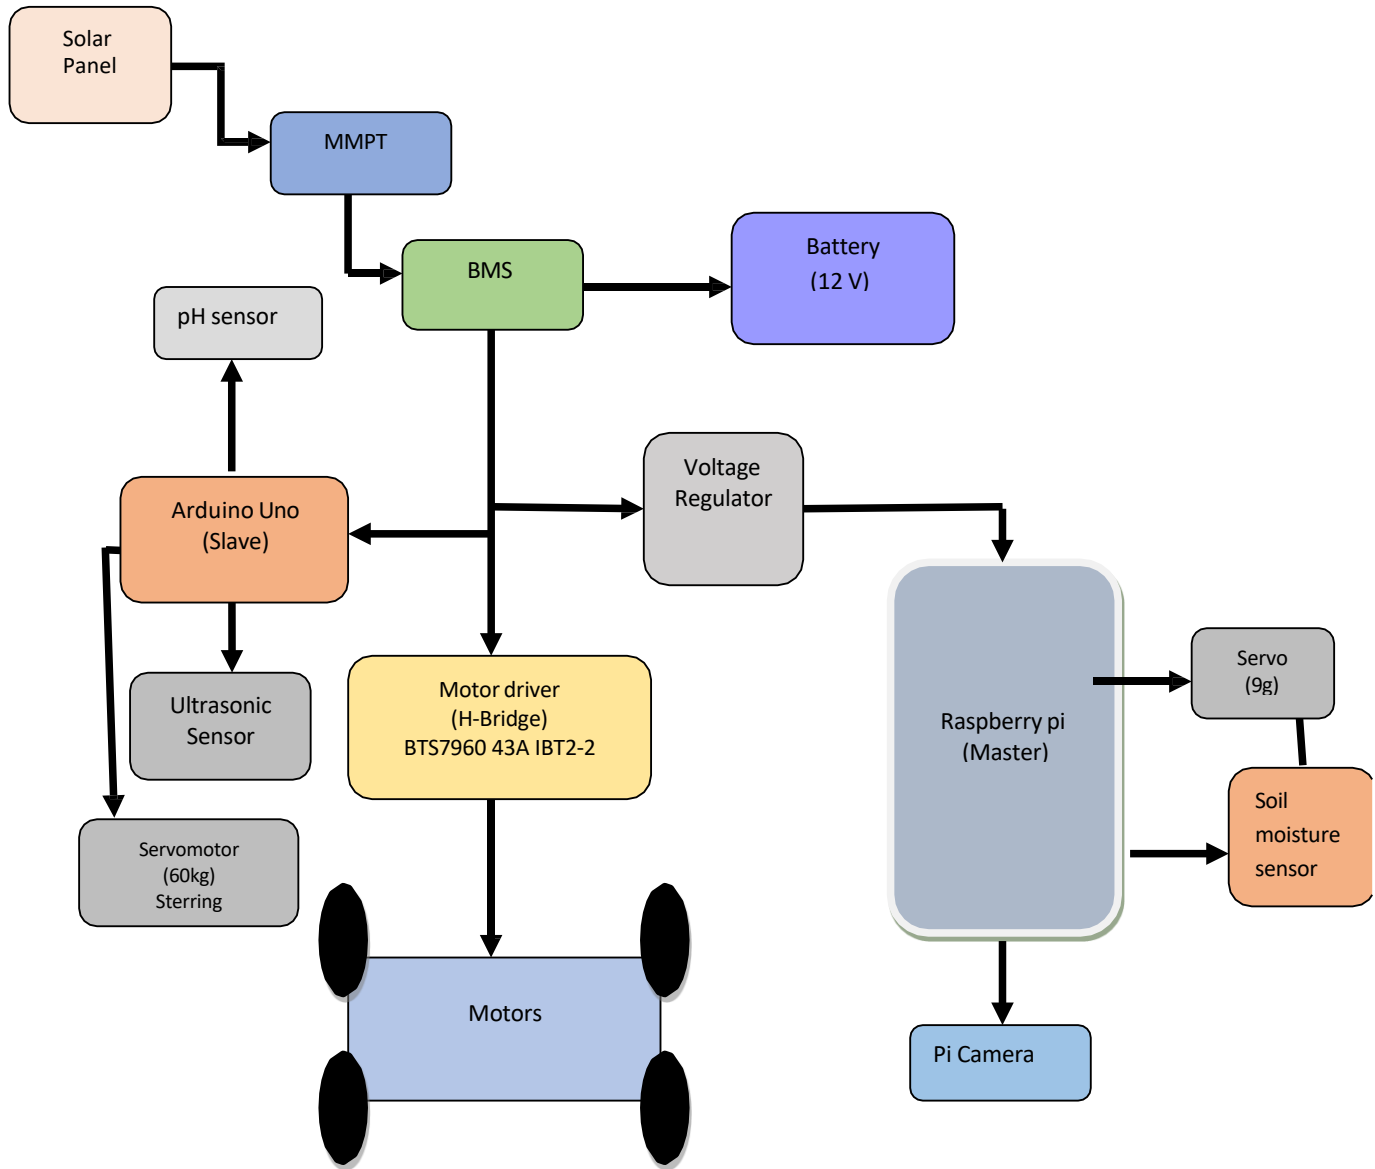 Solar
Panel
MMPT
BMS
Battery
(12 V)
pH sensor
Voltage
Regulator
Arduino Uno
(Slave)
Ultrasonic
Sensor
Motor driver
(H-Bridge)
BTS7960 43A IBT2-2
Raspberry pi
(Master)
Servo
(9g)
Soil
moisture
sensor
Servomotor
(60kg)
Sterring
Motors
Pi Camera